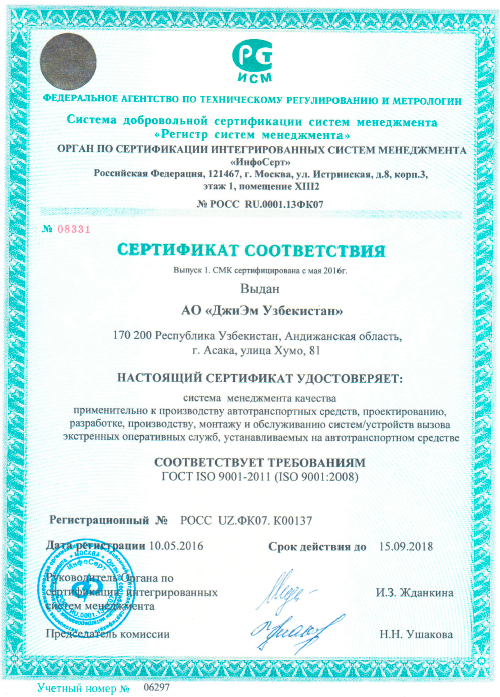 РСТ
ИСМ
ФЕДЕРАЛЬНОЕ АГЕНТСТВО ПО ТЕХНИЧЕСКОМУ РЕГУЛИРОВАНИЮ И МЕТРОЛОГИИ
Система добровольной сертификации систем менеджмента
«Регистр систем менеджмента»
ОРГАН ПО СЕРТИФИКАЦИИ ИНТЕГРИРОВАННЫХ СИСТЕМ МЕНЕДЖМЕНТА
«ИнфоСерт»
Российская Федерация, 121467, г. Москва, ул. Истринская, д.8, корп.3,
этаж 1, помещение XIII2
№ РОСС RU.0001.13ФК07
№ 08331
СЕРТИФИКАТ СООТВЕТСТВИЯ
Выпуск 1. СМК сертифицирована с мая 2016г.
Выдан
АО «ДжиЭм Узбекистан»
170 200 Республика Узбекистан, Андижанская область,
г. Асака, улица Хумо, 81
НАСТОЯЩИЙ СЕРТИФИКАТ УДОСТОВЕРЯЕТ:
система менеджмента качества
применительно к производству автотранспортных средств, проектированию,
разработке, производству, монтажу и обслуживанию систем/устройств вызова
экстренных оперативных служб, устанавливаемых на автотранспортном средстве
СООТВЕТСТВУЕТ ТРЕБОВАНИЯМ
ГОСТ ISO 9001-2011 (ISO 9001:2008)
Регистрационный № РОСС UZ.ФК07. К00137
Дата регистрации 10.05.2016 Срок действия до 15.09.2018
Руководитель Органа по
сертификации интегрированных
систем менеджмента
И.З. Жданкина
Председатель комиссии Н.Н. Ушакова
ИнфоСерт
МОСКВА
Учетный номер № 06297